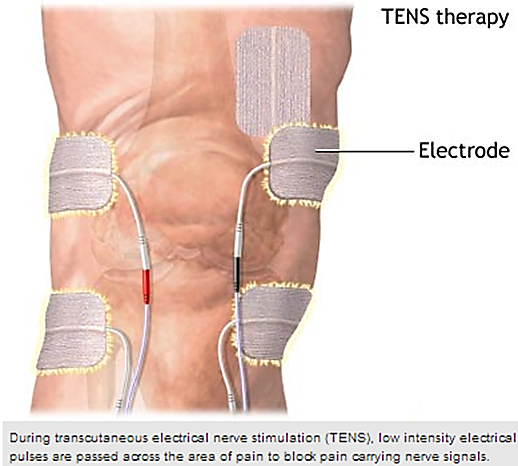 TENS therapy
Electrode
During transcutaneous electrical nerve stimulation (TENS), low intensity electrical
pulses are passed across the area of pain to block pain carrying nerve signals.